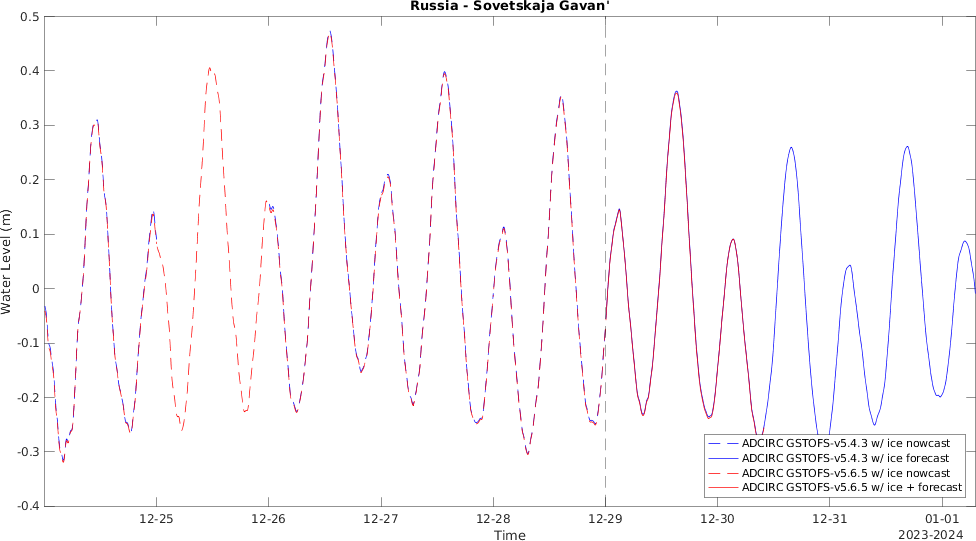 Russia - Sovetskaja Gavan'
0.5
0.4
0.3
0.2
0.1
0
-0.1
-0.2
-0.3
-0.4
Water Level (m)
12-25 12-26 12-27 12-28 12-29 12-30 12-31 01-01
Time
2023-2024
ADCIRC GSTOFS-v5.4.3 w/ ice nowcast
ADCIRC GSTOFS-v5.4.3 w/ ice forecast
ADCIRC GSTOFS-v5.6.5 w/ ice nowcast
ADCIRC GSTOFS-v5.6.5 w/ ice + forecast